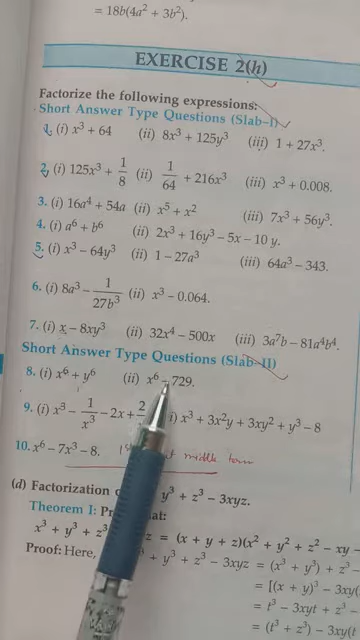 = 18b(4a² + 3b²).
EXERCISE 2(h)
Factorize the following expressions:
Short Answer Type Questions (Slab-I)
1. (i) x³ + 64 (ii) 8x³ + 125y³ (iii) 1 + 27x³.
2. (i) 125x³ + 1/8 (ii) 1/64 + 216x³ (iii) x³ + 0.008.
3. (i) 16a⁴ + 54a (ii) x⁵ + x² (iii) 7x³ + 56y³.
4. (i) a⁶ + b⁶ (ii) 2x³ + 16y³ – 5x – 10 y.
5. (i) x³ – 64y³ (ii) 1 – 27a³ (iii) 64a³ – 343.
6. (i) 8a³ – 1/27b³ (ii) x³ – 0.064.
7. (i) x – 8xy³ (ii) 32x⁴ – 500x (iii) 3a⁷b – 81a⁴b⁴.
Short Answer Type Questions (Slab-II)
8. (i) x⁶ + y⁶ (ii) x⁶ – 729.
9. (i) x³ – 1/x³ – 2x + 2/ i) x³ + 3x²y + 3xy² + y³ – 8
10. x⁶ – 7x³ – 8. middle term
(d) Factorization y³ + z³ – 3xyz.
Theorem I: Pro at:
x³ + y³ + z³ z = (x + y + z)(x² + y² + z² – xy –
Proof: Here, + y³ + z³ – 3xyz = (x³ + y³) + z³ –
= [(x + y)³ – 3xy(
= t³ – 3xyt + z³ –
= (t³ + z³) – 3xy(t